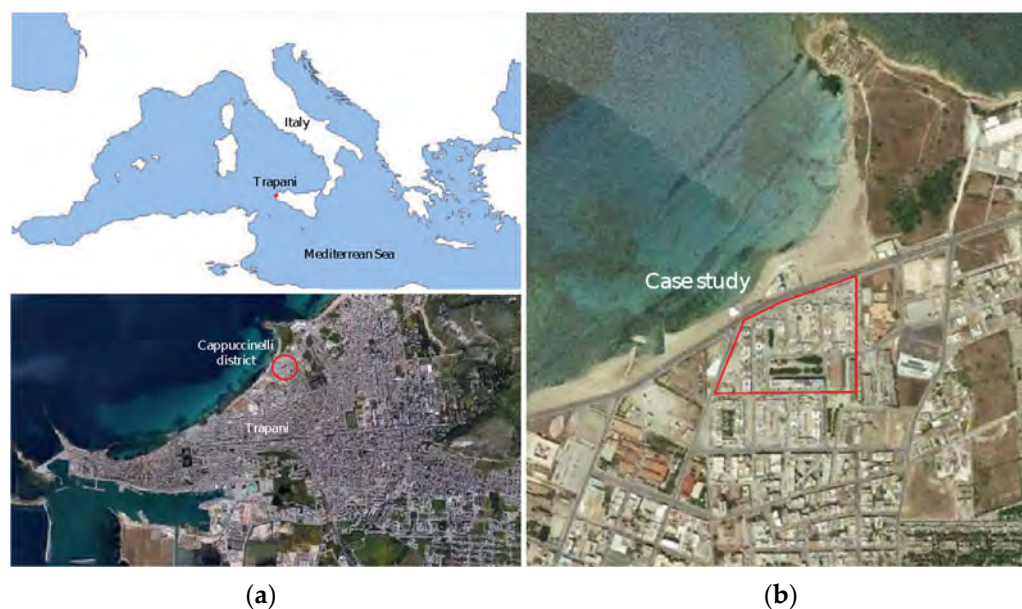 Italy
Trapani
Mediterrean Sea
Cappuccinelli
district
Trapani
Case study
(a)
(b)